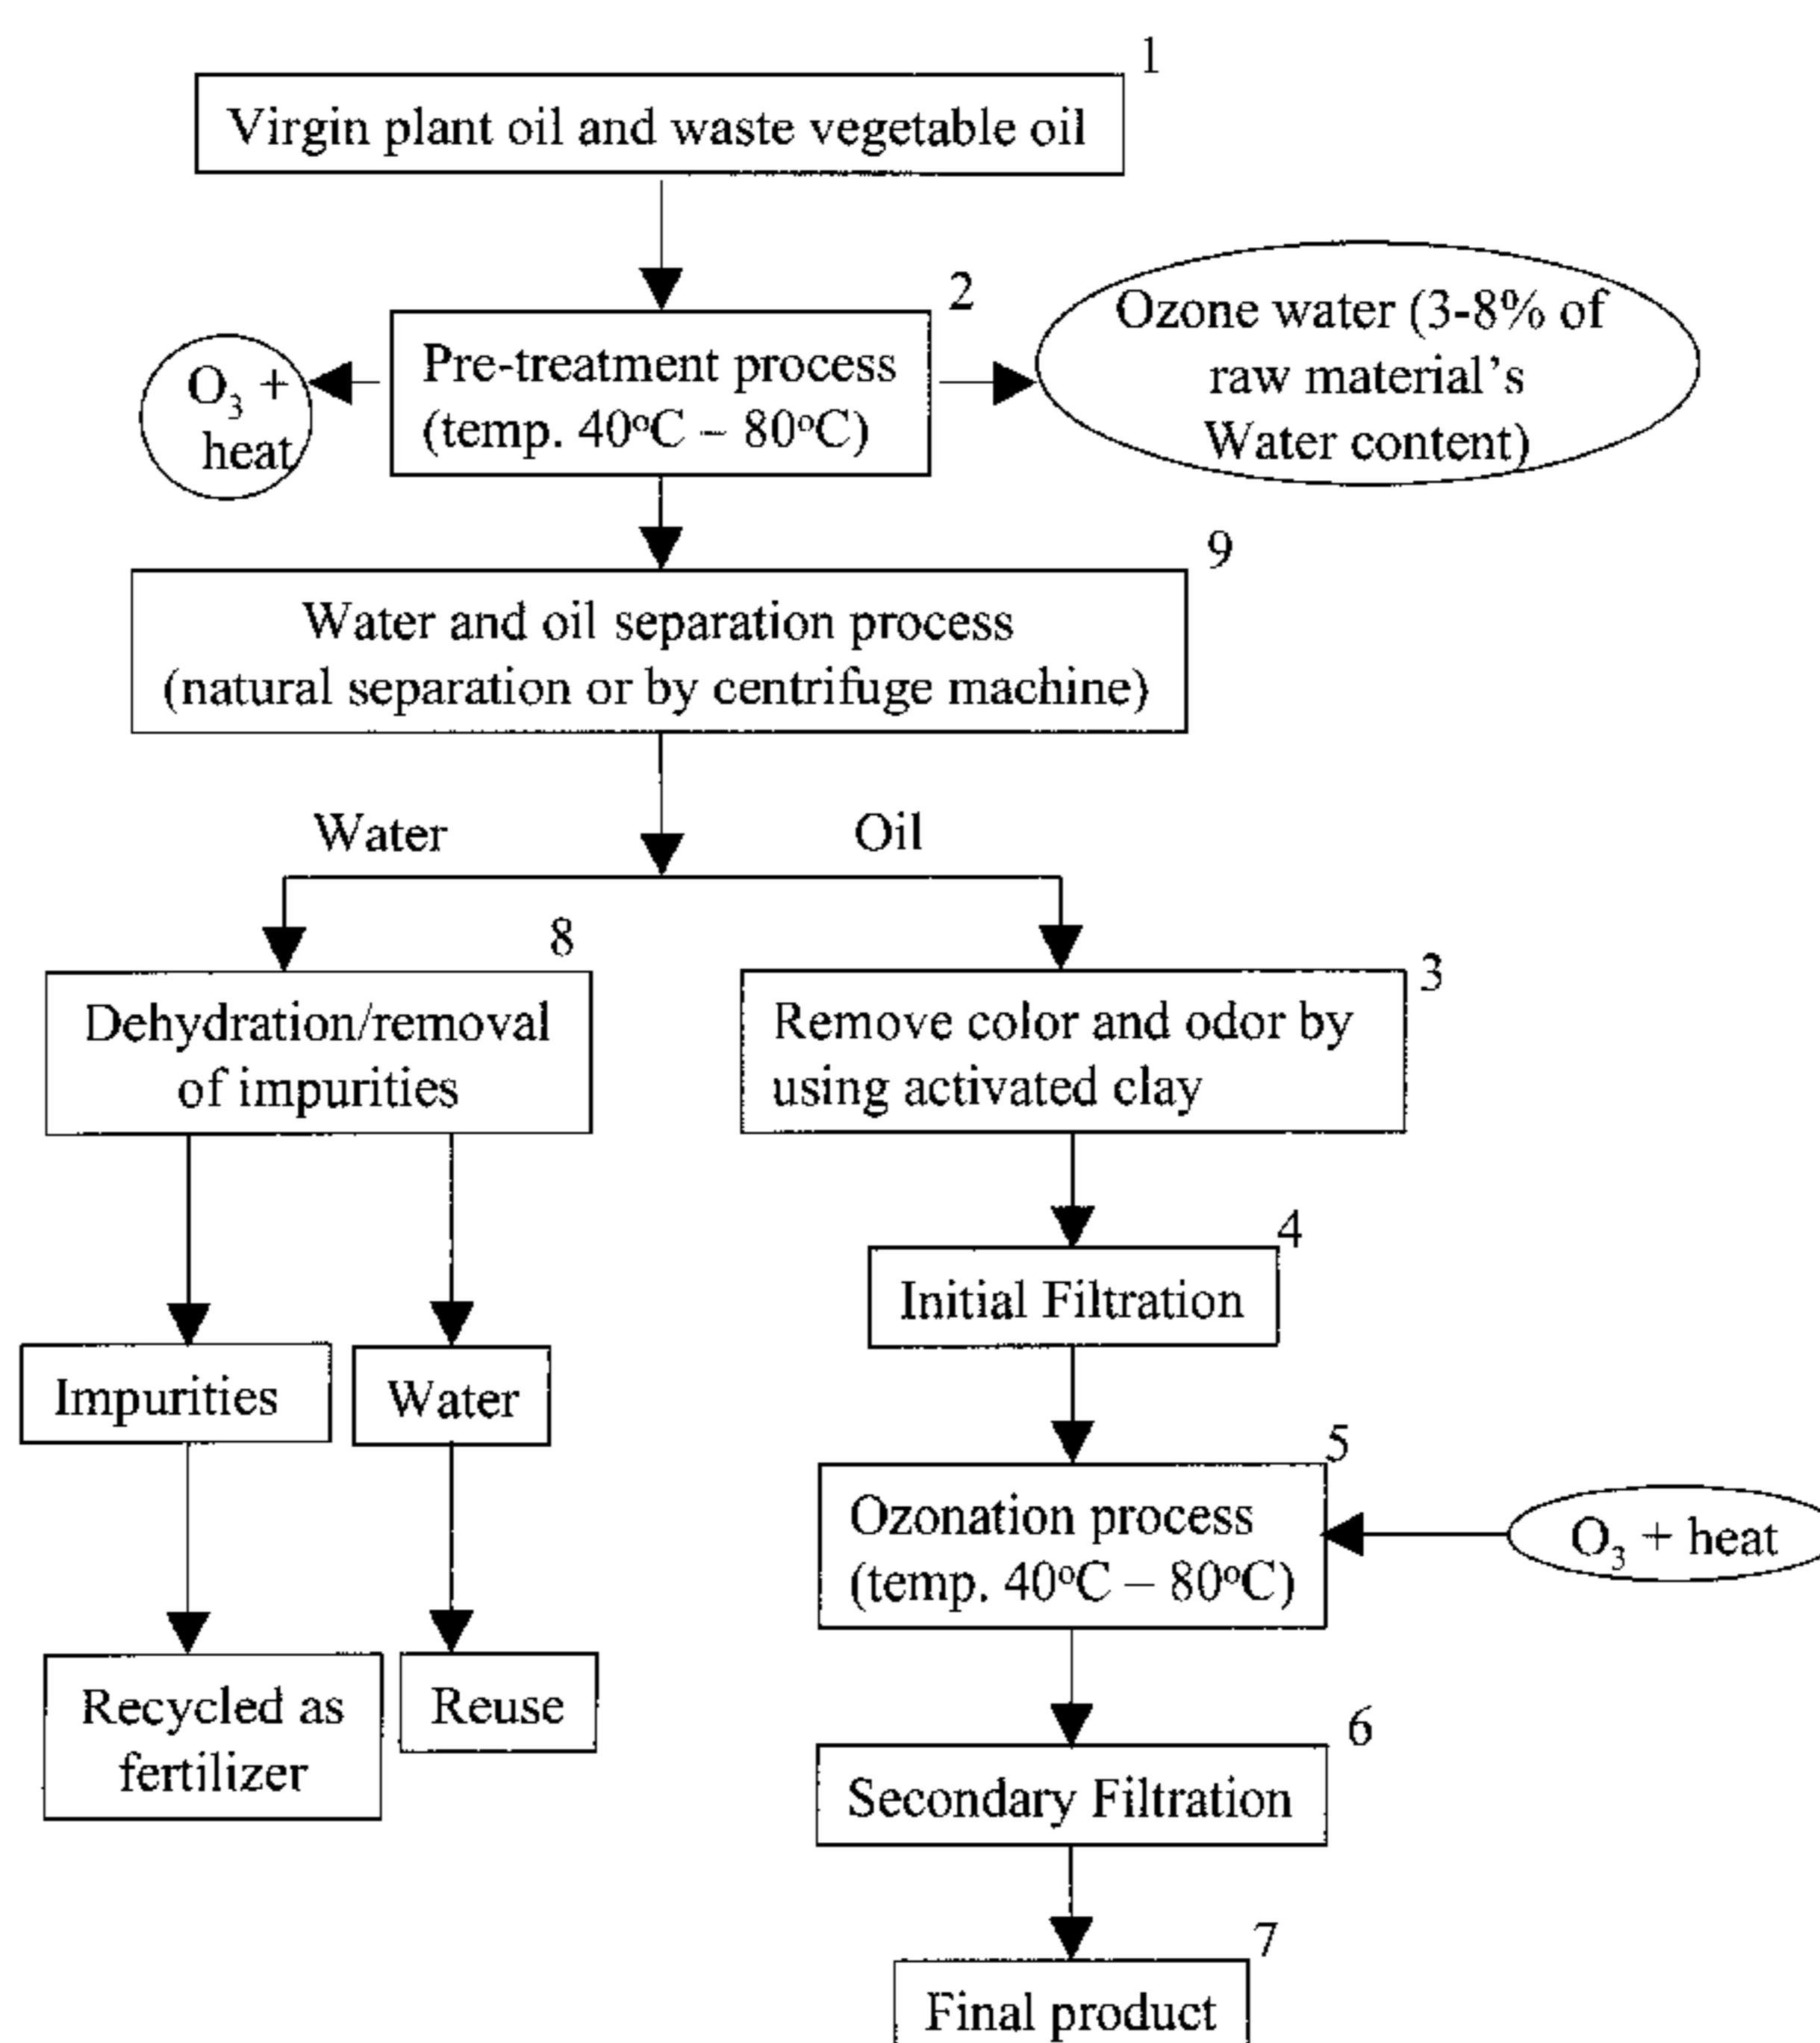 1
Virgin plant oil and waste vegetable oil
2
Pre-treatment process
(temp. 40°C – 80°C)
O₃ +
heat
Ozone water (3-8% of
raw material's
Water content)
9
Water and oil separation process
(natural separation or by centrifuge machine)
Water
Oil
8
Dehydration/removal
of impurities
3
Remove color and odor by
using activated clay
4
Initial Filtration
Impurities
Water
5
Ozonation process
(temp. 40°C – 80°C)
O₃ + heat
Recycled as
fertilizer
Reuse
6
Secondary Filtration
7
Final product